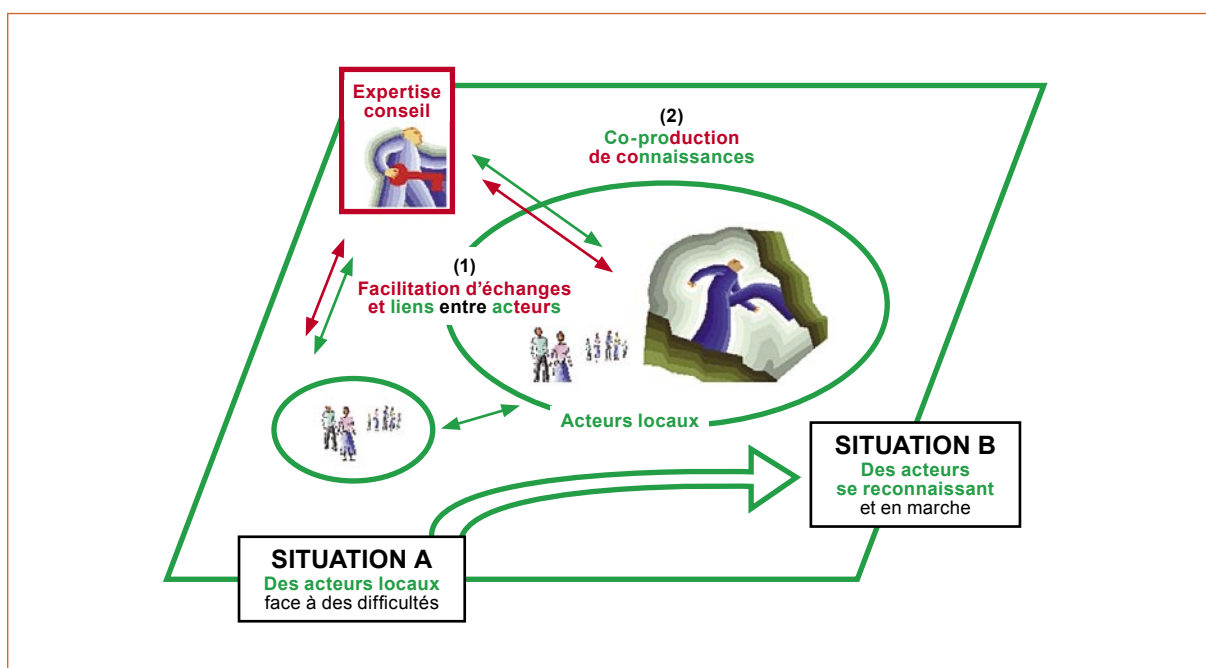 Expertise
conseil
(2)
Co-production
de connaissances
(1)
Facilitation d'échanges
et liens entre acteurs
Acteurs locaux
SITUATION B
Des acteurs
se reconnaissant
et en marche
SITUATION A
Des acteurs locaux
face à des difficultés